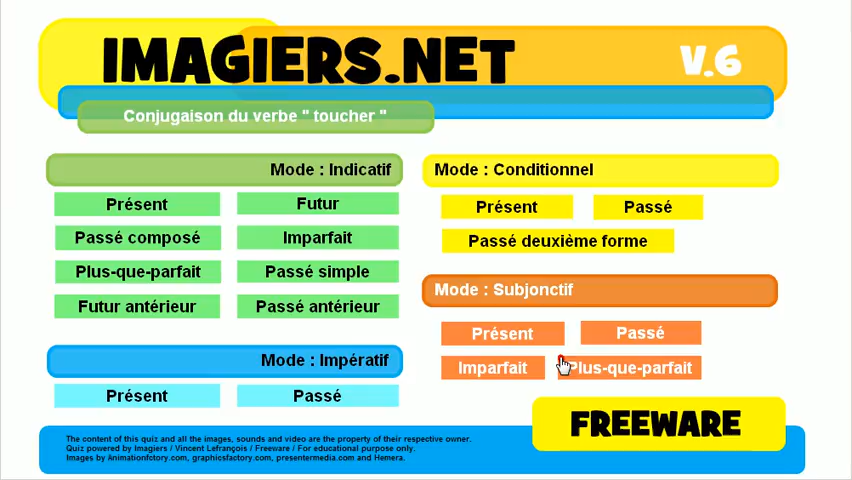 IMAGIERS.NET
V.6
Conjugaison du verbe " toucher "
Mode : Indicatif
Présent
Futur
Passé composé
Imparfait
Plus-que-parfait
Passé simple
Futur antérieur
Passé antérieur
Mode : Impératif
Présent
Passé
Mode : Conditionnel
Présent
Passé
Passé deuxième forme
Mode : Subjonctif
Présent
Passé
Imparfait
Plus-que-parfait
FREEWARE
The content of this quiz and all the images, sounds and video are the property of their respective owner.
Quiz powered by Imagiers / Vincent Lefrançois / Freeware / For educational purpose only.
Images by Animationfctory.com, graphicsfactory.com, presentermedia.com and Hemera.